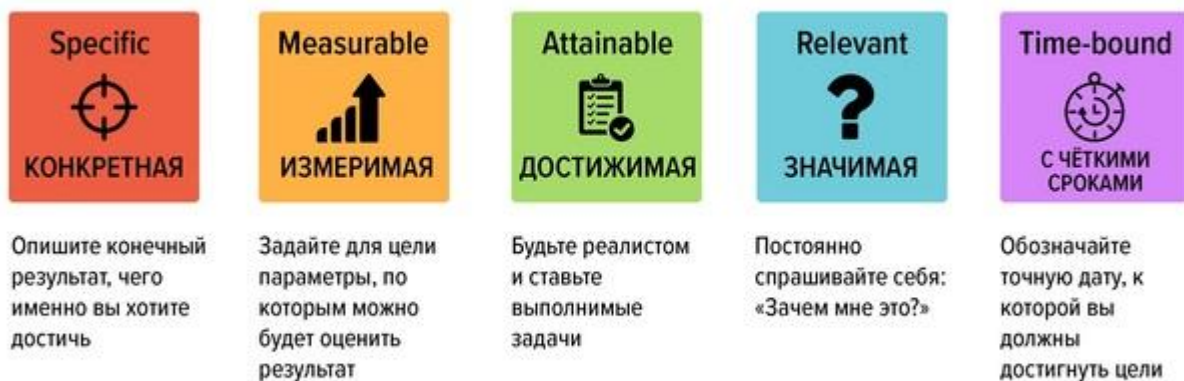 Specific
КОНКРЕТНАЯ
Опишите конечный
результат, чего
именно вы хотите
достичь
Measurable
ИЗМЕРИМАЯ
Задайте для цели
параметры, по
которым можно
будет оценить
результат
Attainable
ДОСТИЖИМАЯ
Будьте реалистом
и ставьте
выполнимые
задачи
Relevant
?
ЗНАЧИМАЯ
Постоянно
спрашивайте себя:
«Зачем мне это?»
Time-bound
С ЧЁТКИМИ
СРОКАМИ
Обозначайте
точную дату, к
которой вы
должны
достигнуть цели